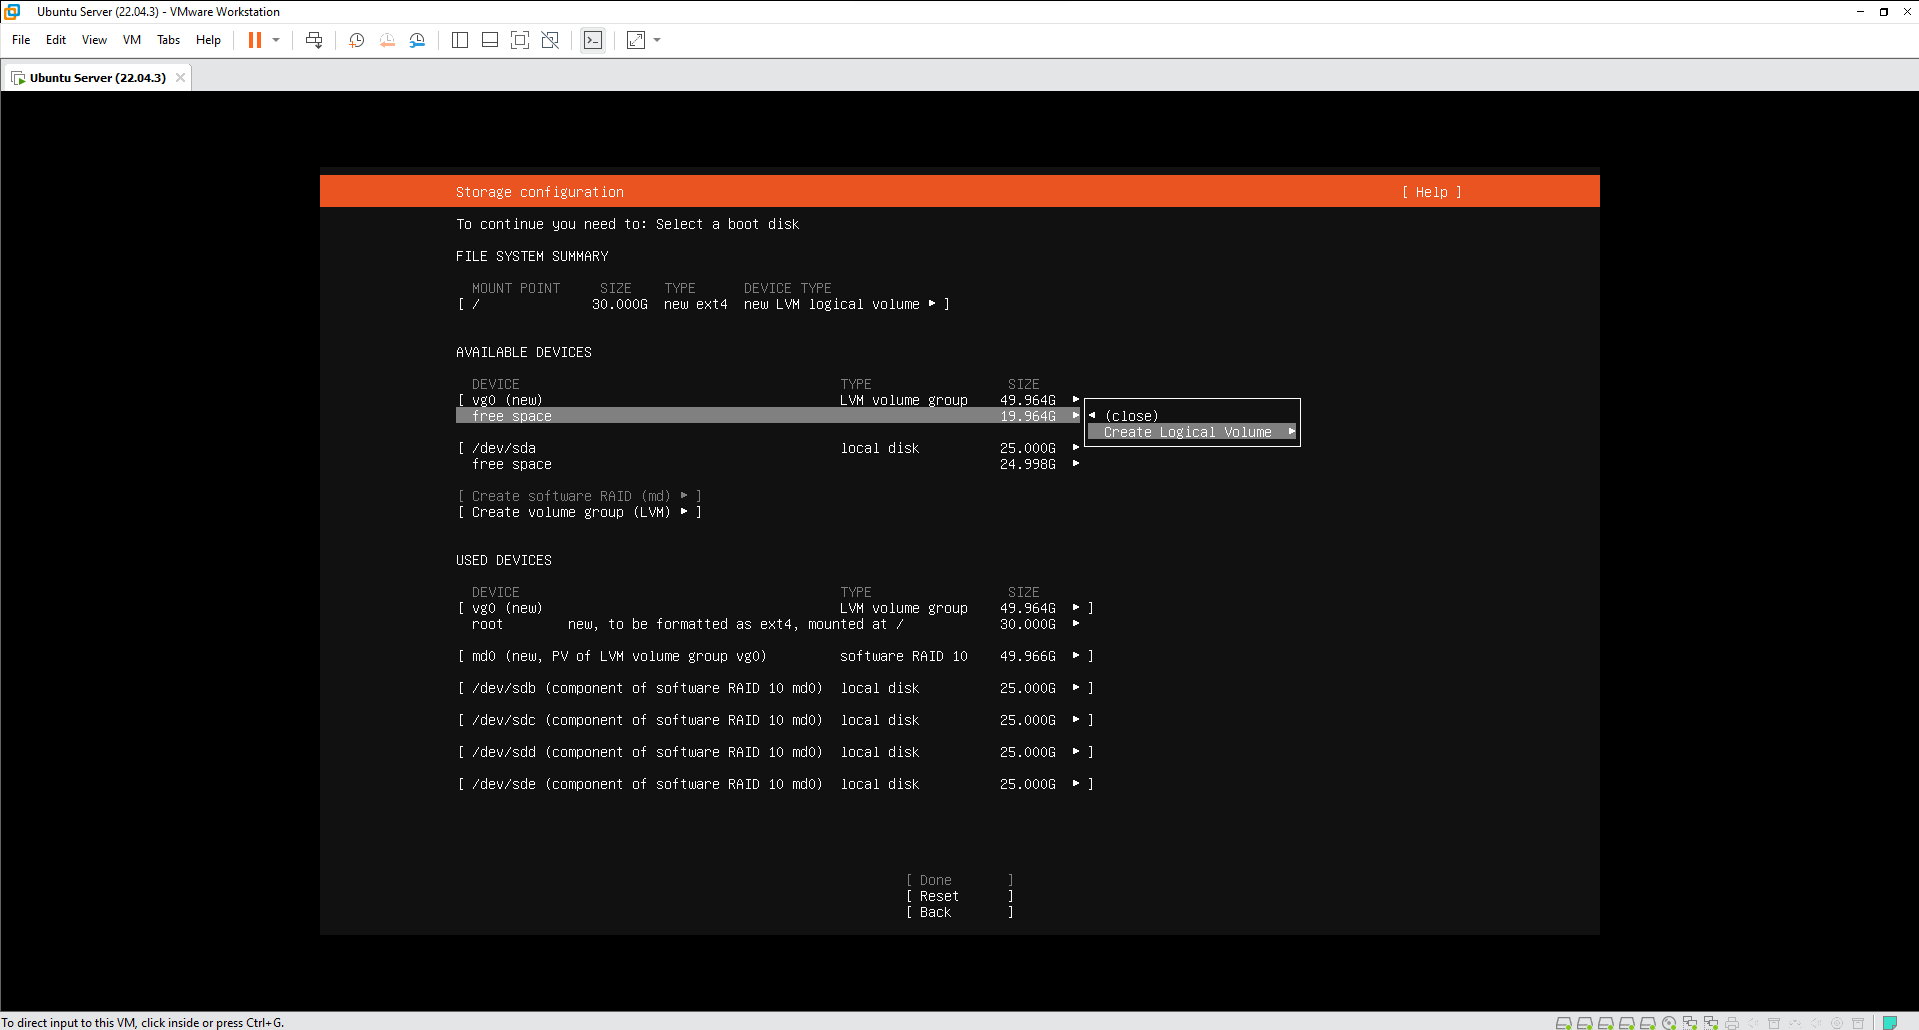 Ubuntu Server (22.04.3) - VMware Workstation
File Edit View VM Tabs Help
Ubuntu Server (22.04.3)
Storage configuration [ Help ]
To continue you need to: Select a boot disk
FILE SYSTEM SUMMARY
MOUNT POINT SIZE TYPE DEVICE TYPE
[ / 30.000G new ext4 new LVM logical volume ▸ ]
AVAILABLE DEVICES
DEVICE TYPE SIZE
[ vg0 (new) LVM volume group 49.964G ▸
free space 19.964G ▸
◂ (close)
Create Logical Volume ▸
[ /dev/sda local disk 25.000G ▸
free space 24.998G ▸
[ Create software RAID (md) ▸ ]
[ Create volume group (LVM) ▸ ]
USED DEVICES
DEVICE TYPE SIZE
[ vg0 (new) LVM volume group 49.964G ▸ ]
root new, to be formatted as ext4, mounted at / 30.000G ▸
[ md0 (new, PV of LVM volume group vg0) software RAID 10 49.966G ▸ ]
[ /dev/sdb (component of software RAID 10 md0) local disk 25.000G ▸ ]
[ /dev/sdc (component of software RAID 10 md0) local disk 25.000G ▸ ]
[ /dev/sdd (component of software RAID 10 md0) local disk 25.000G ▸ ]
[ /dev/sde (component of software RAID 10 md0) local disk 25.000G ▸ ]
[ Done ]
[ Reset ]
[ Back ]
To direct input to this VM, click inside or press Ctrl+G.